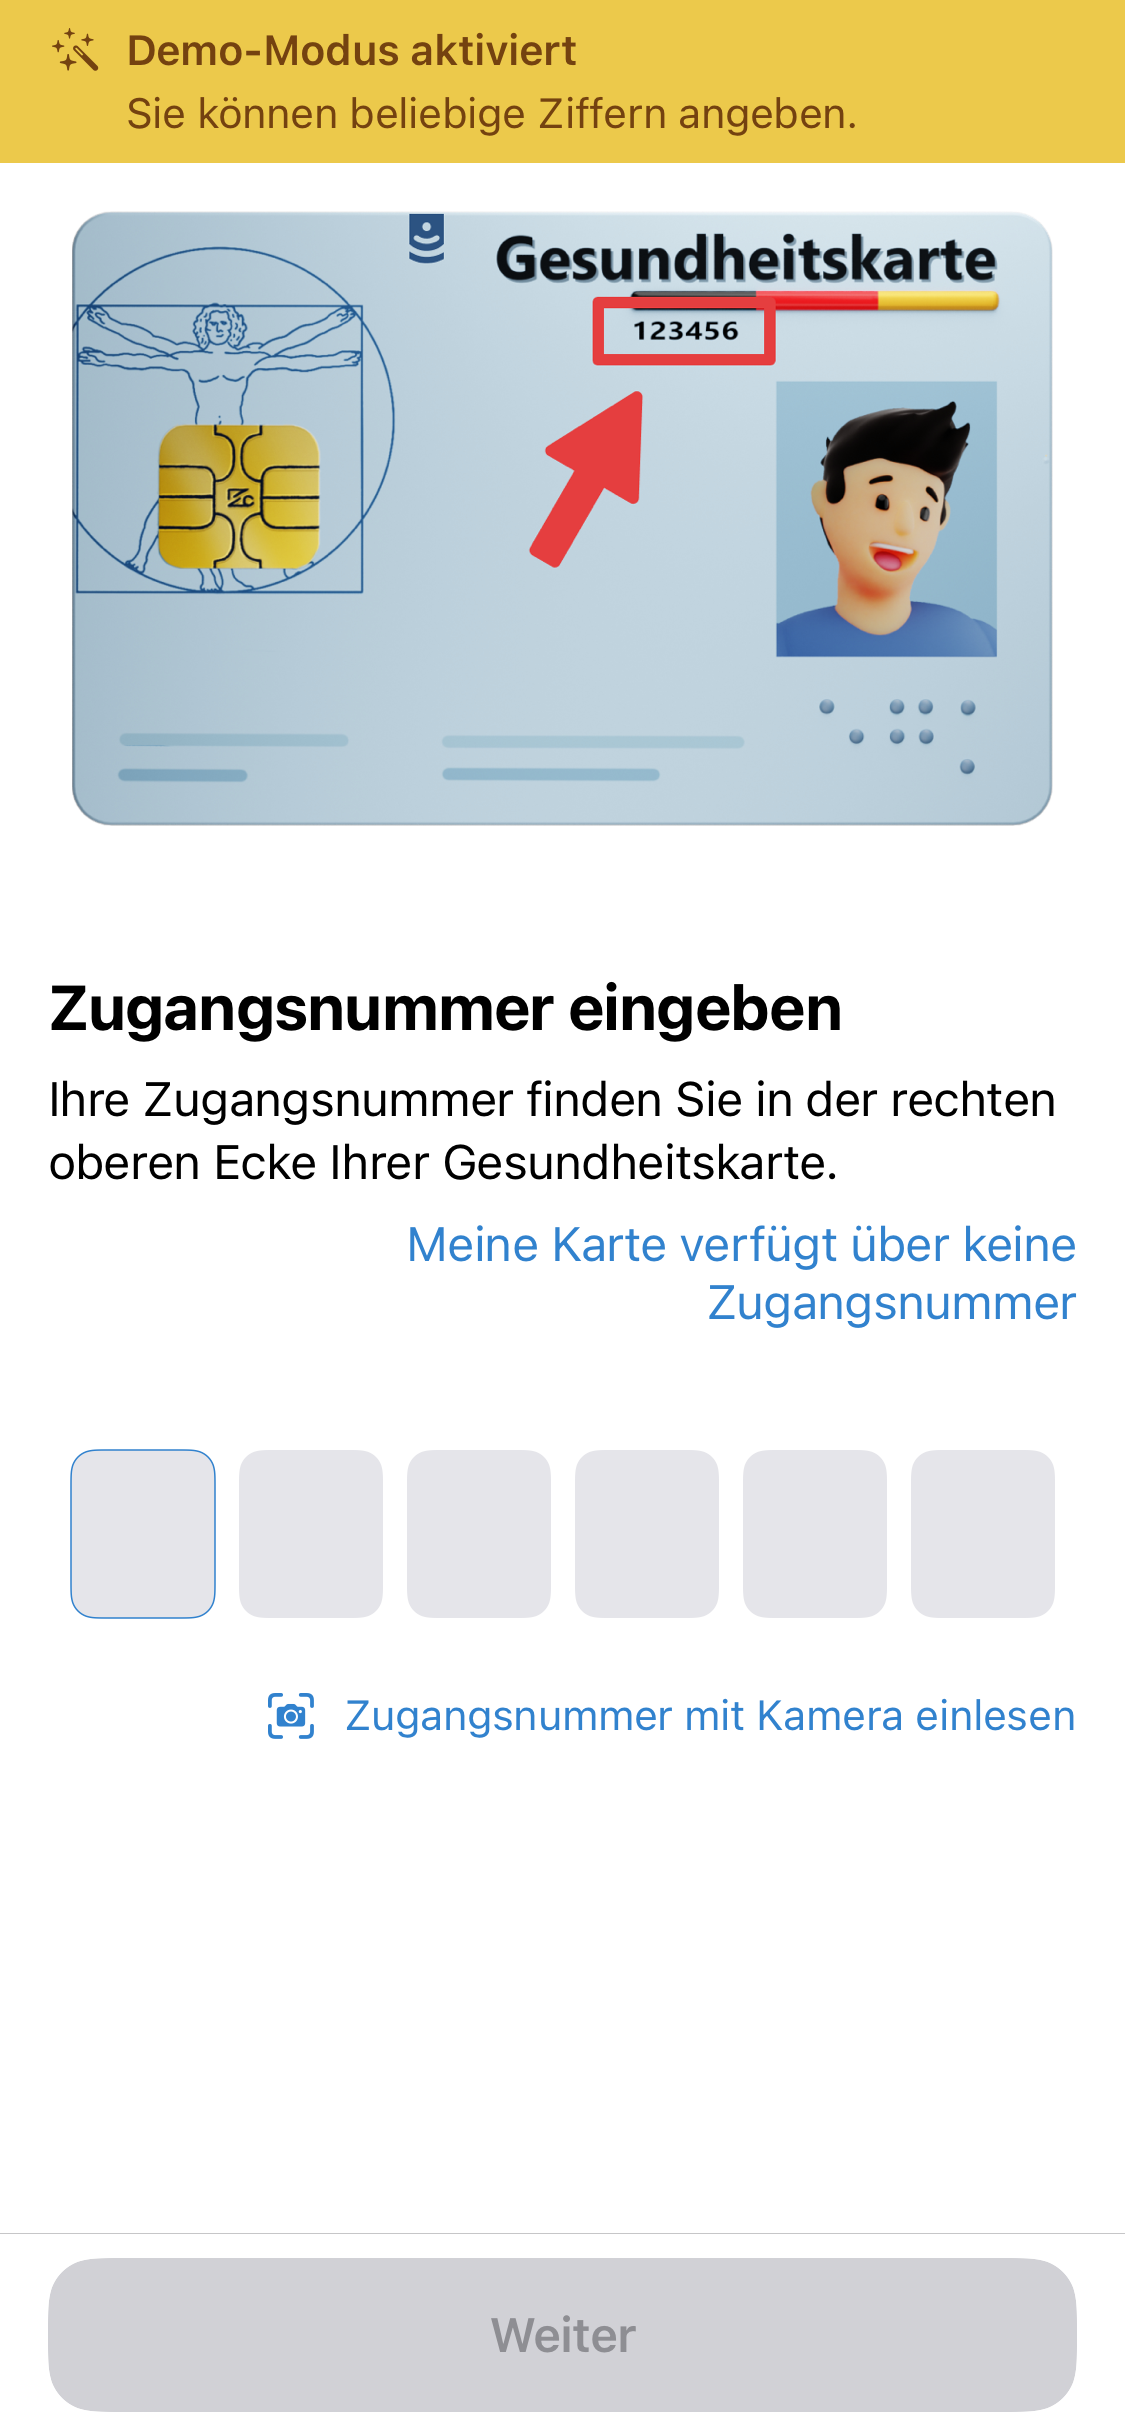 Demo-Modus aktiviert
Sie können beliebige Ziffern angeben.
Gesundheitskarte
123456
Zugangsnummer eingeben
Ihre Zugangsnummer finden Sie in der rechten
oberen Ecke Ihrer Gesundheitskarte.
Meine Karte verfügt über keine
Zugangsnummer
Zugangsnummer mit Kamera einlesen
Weiter